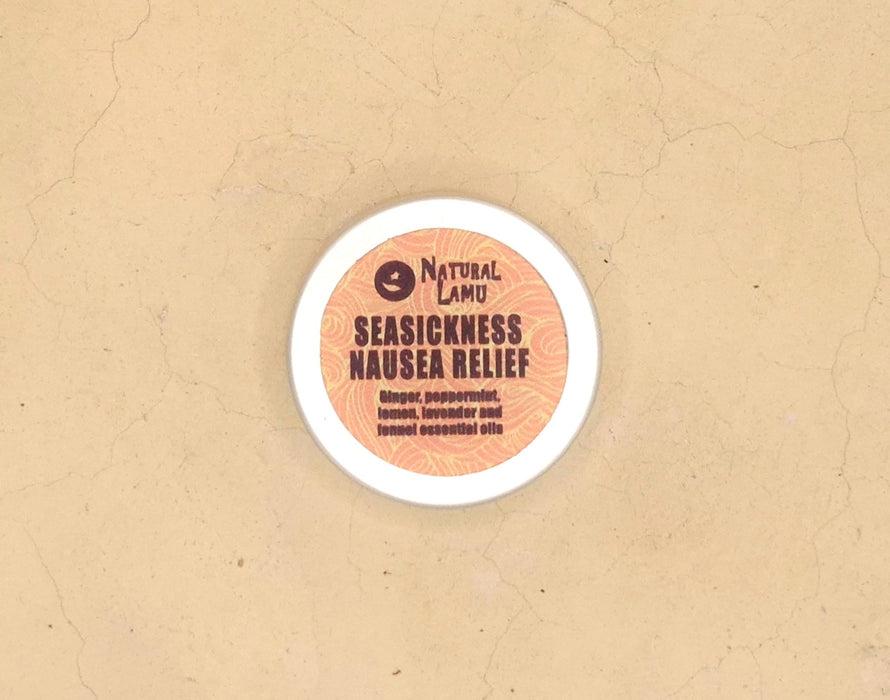 NATURAL
LAMU
SEASICKNESS
NAUSEA RELIEF
Ginger, peppermint,
lemon, lavender and
fennel essential oils